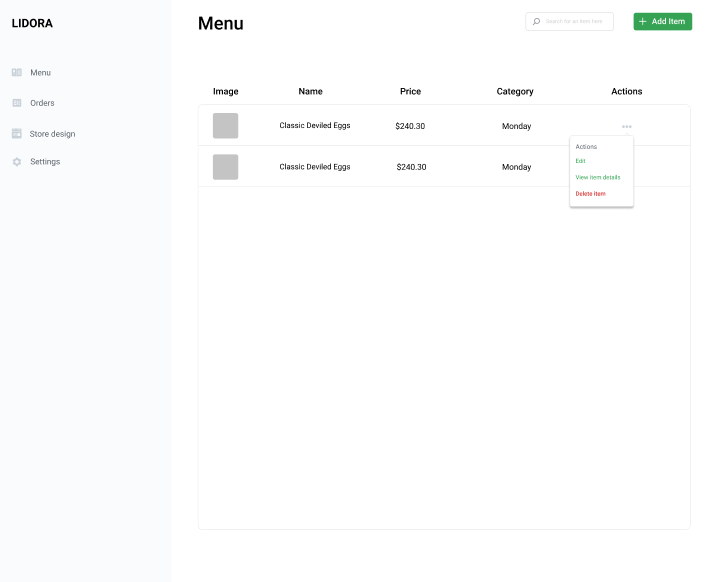 LIDORA
Menu
Orders
Store design
Settings
Menu
Search for an item here
Add Item
Image Name Price Category Actions
Classic Deviled Eggs $240.30 Monday
Classic Deviled Eggs $240.30 Monday
Actions
Edit
View item details
Delete item